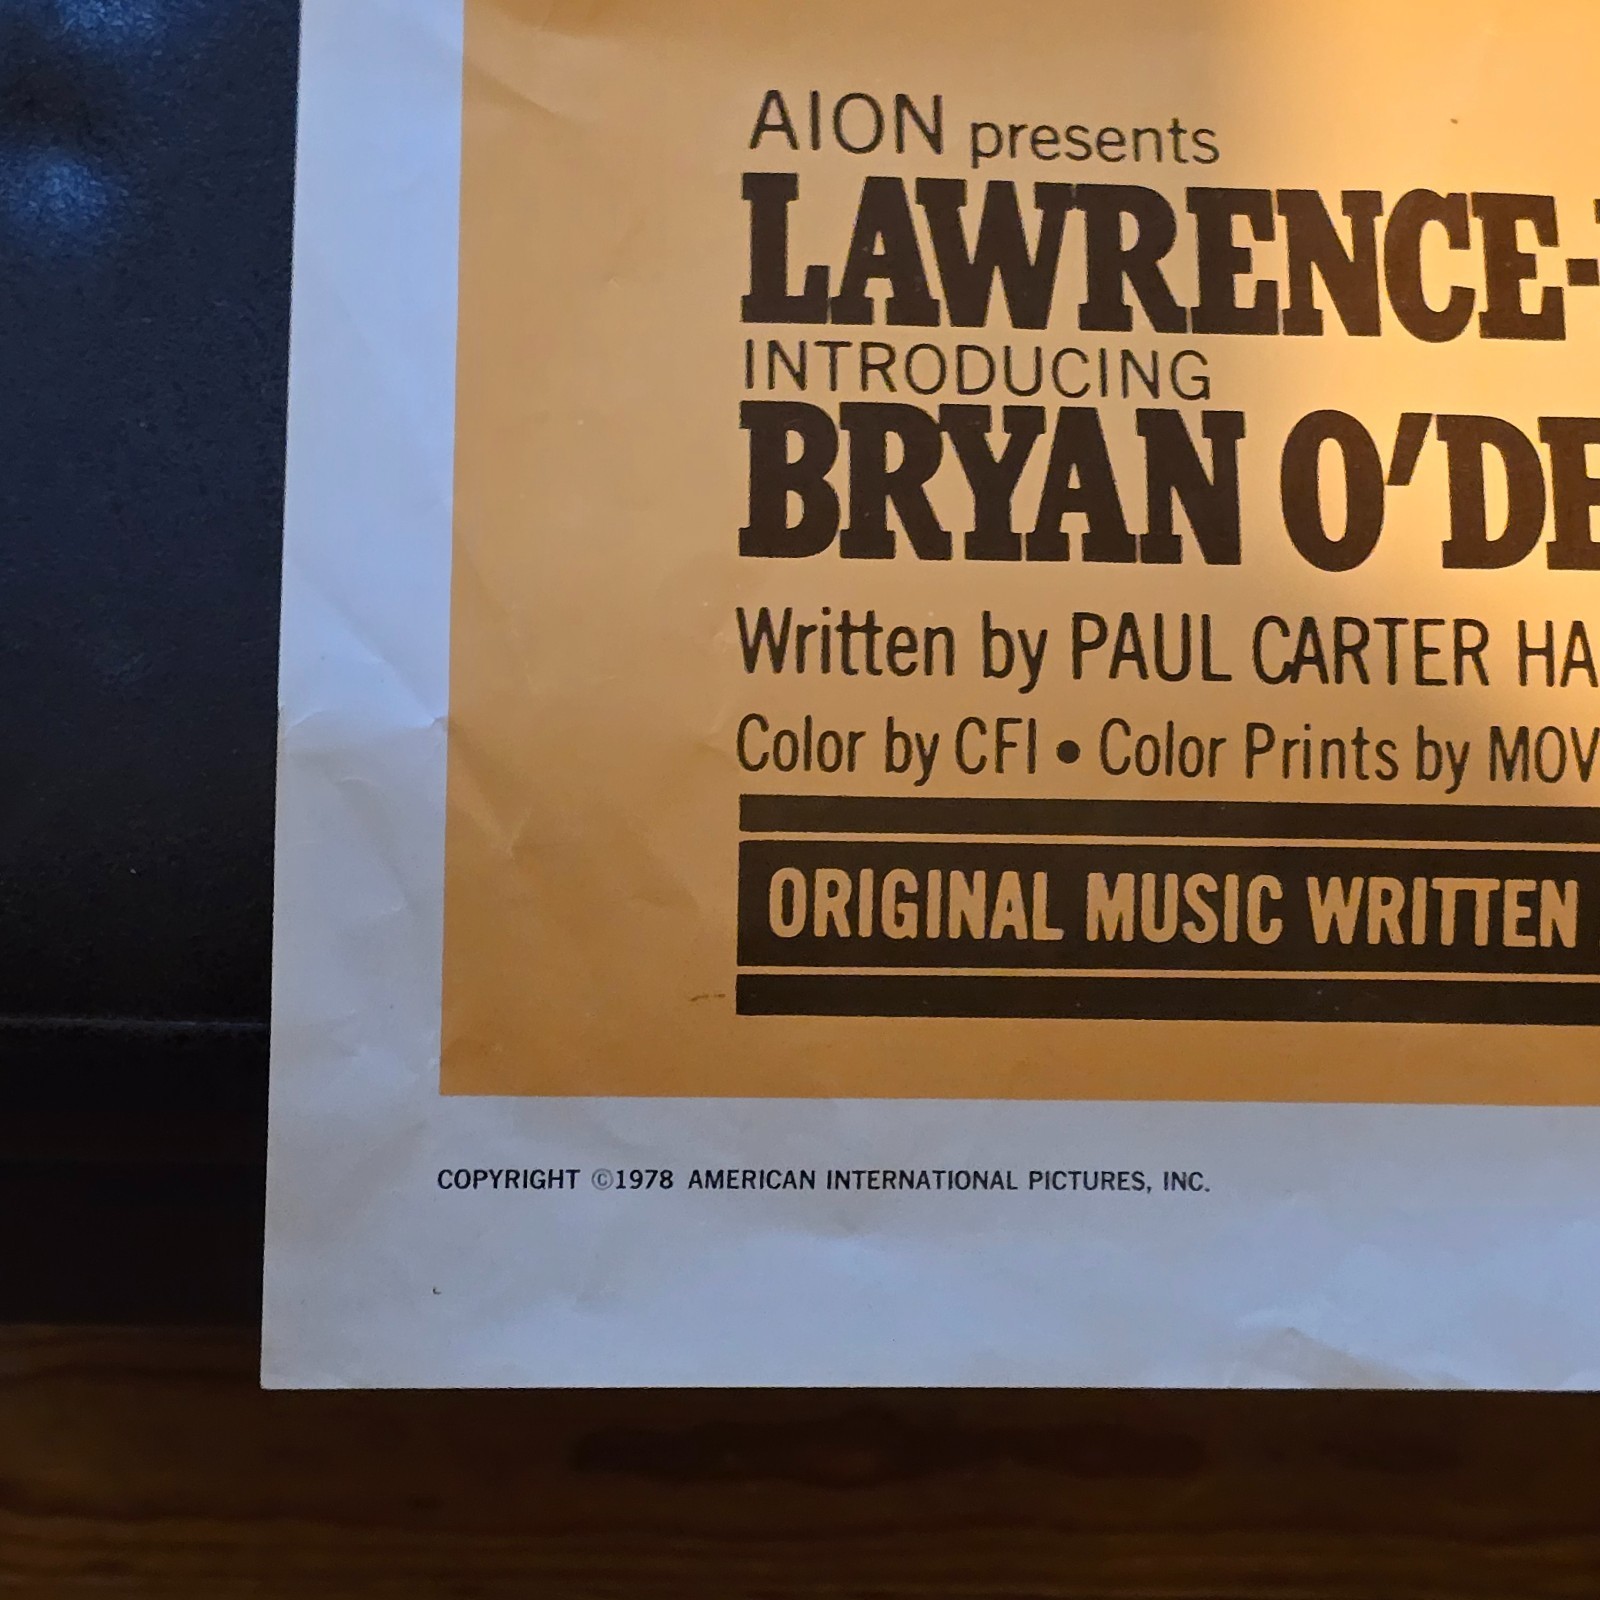 AION presents
LAWRENCE-
INTRODUCING
BRYAN O'DE
Written by PAUL CARTER HA
Color by CFI • Color Prints by MOV
ORIGINAL MUSIC WRITTEN
COPYRIGHT ©1978 AMERICAN INTERNATIONAL PICTURES, INC.